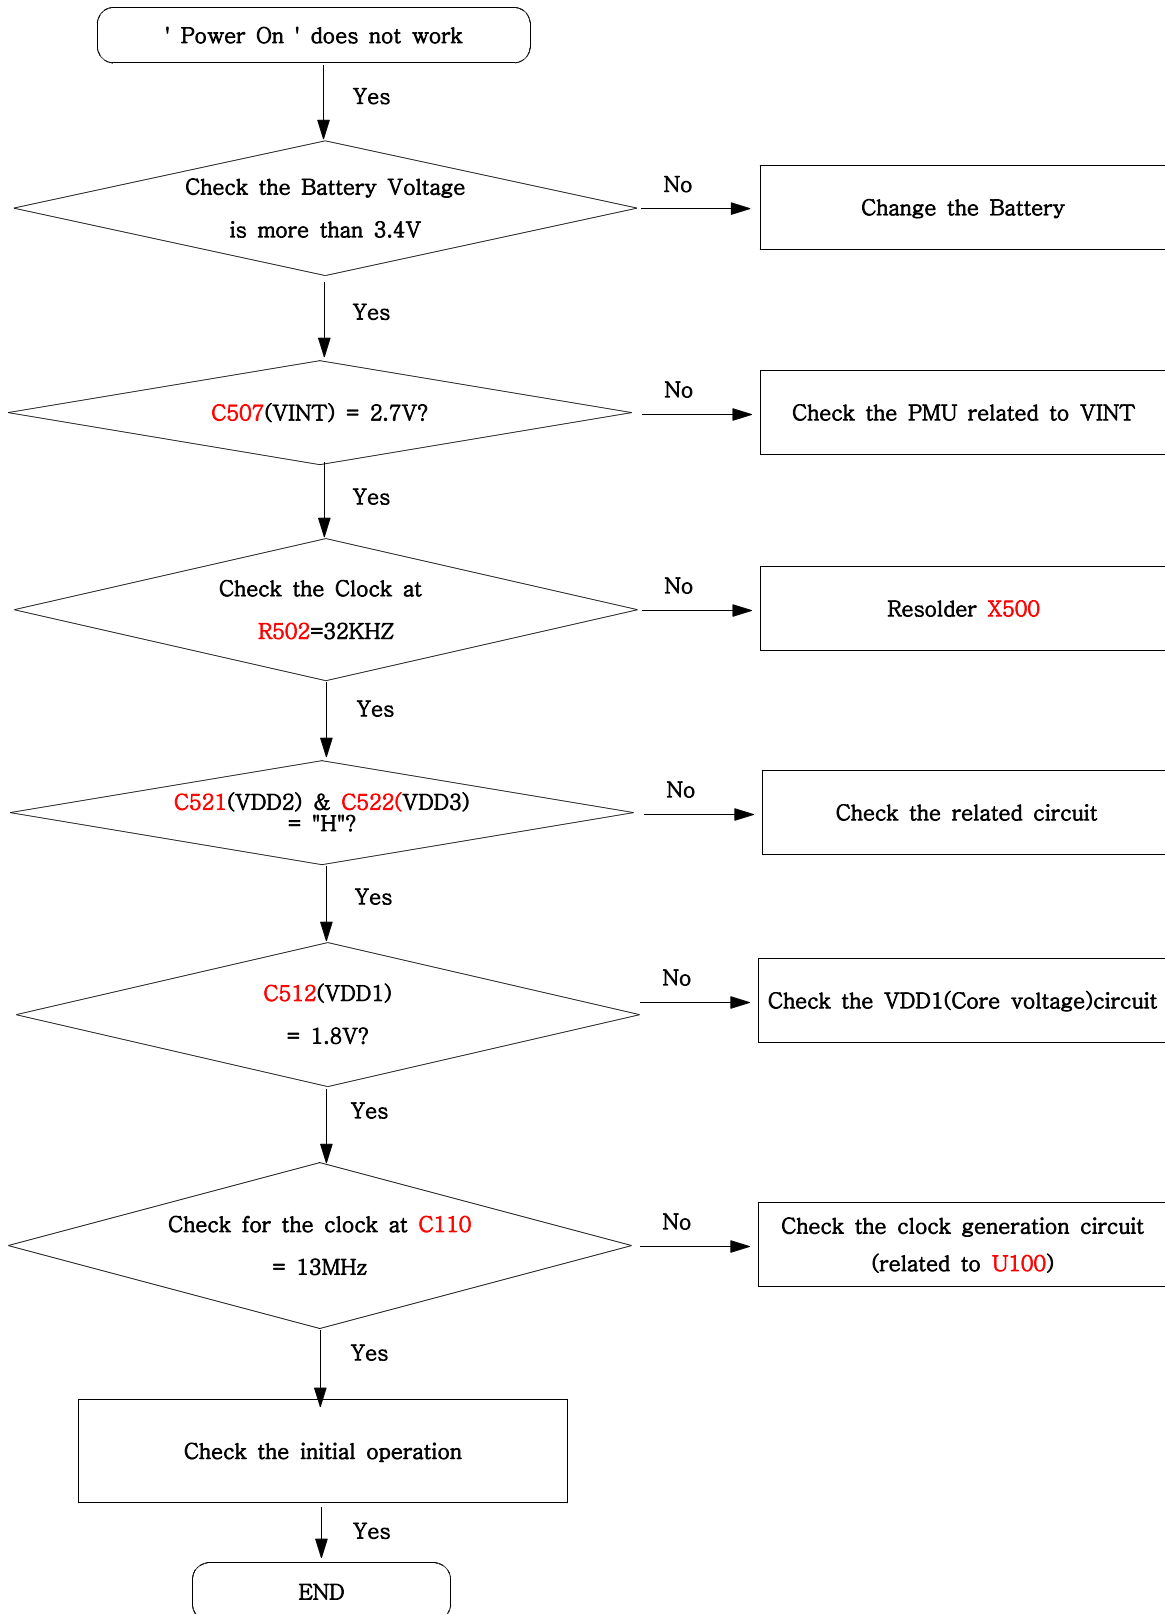 ' Power On ' does not work
Yes
Check the Battery Voltage
is more than 3.4V
No
Change the Battery
Yes
C507(VINT) = 2.7V?
No
Check the PMU related to VINT
Yes
Check the Clock at
R502=32KHZ
No
Resolder X500
Yes
C521(VDD2) & C522(VDD3)
= "H"?
No
Check the related circuit
Yes
C512(VDD1)
= 1.8V?
No
Check the VDD1(Core voltage)circuit
Yes
Check for the clock at C110
= 13MHz
No
Check the clock generation circuit
(related to U100)
Yes
Check the initial operation
Yes
END